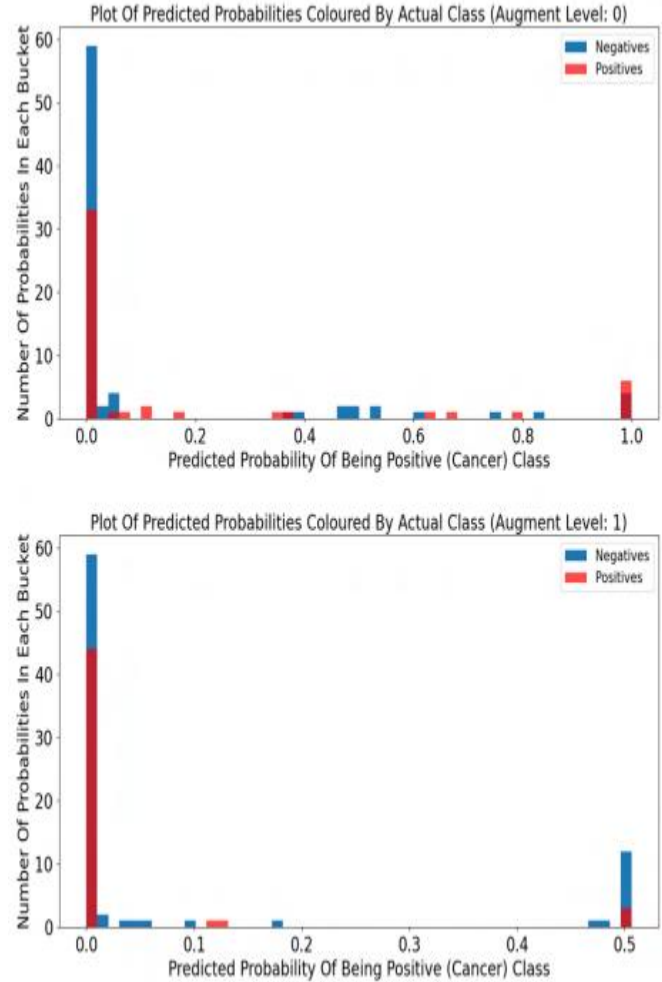 Plot Of Predicted Probabilities Coloured By Actual Class (Augment Level: 0)
Number Of Probabilities In Each Bucket
60
50
40
30
20
10
0
Negatives
Positives
0.0 0.2 0.4 0.6 0.8 1.0
Predicted Probability Of Being Positive (Cancer) Class
Plot Of Predicted Probabilities Coloured By Actual Class (Augment Level: 1)
Number Of Probabilities In Each Bucket
60
50
40
30
20
10
0
Negatives
Positives
0.0 0.1 0.2 0.3 0.4 0.5
Predicted Probability Of Being Positive (Cancer) Class